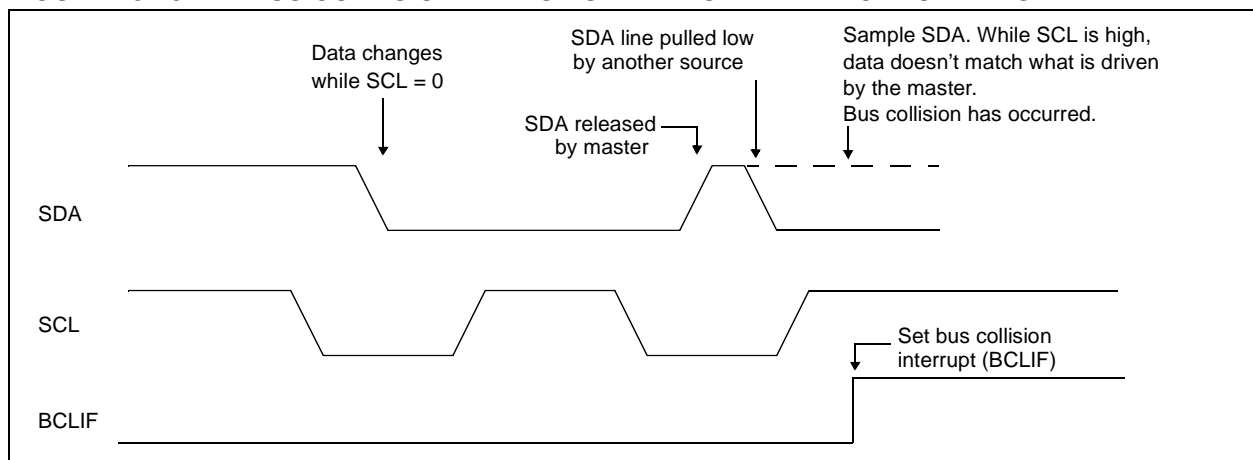 Data changes
while SCL = 0
SDA line pulled low
by another source
Sample SDA. While SCL is high,
data doesn't match what is driven
by the master.
Bus collision has occurred.
SDA released
by master
SDA
SCL
Set bus collision
interrupt (BCLIF)
BCLIF